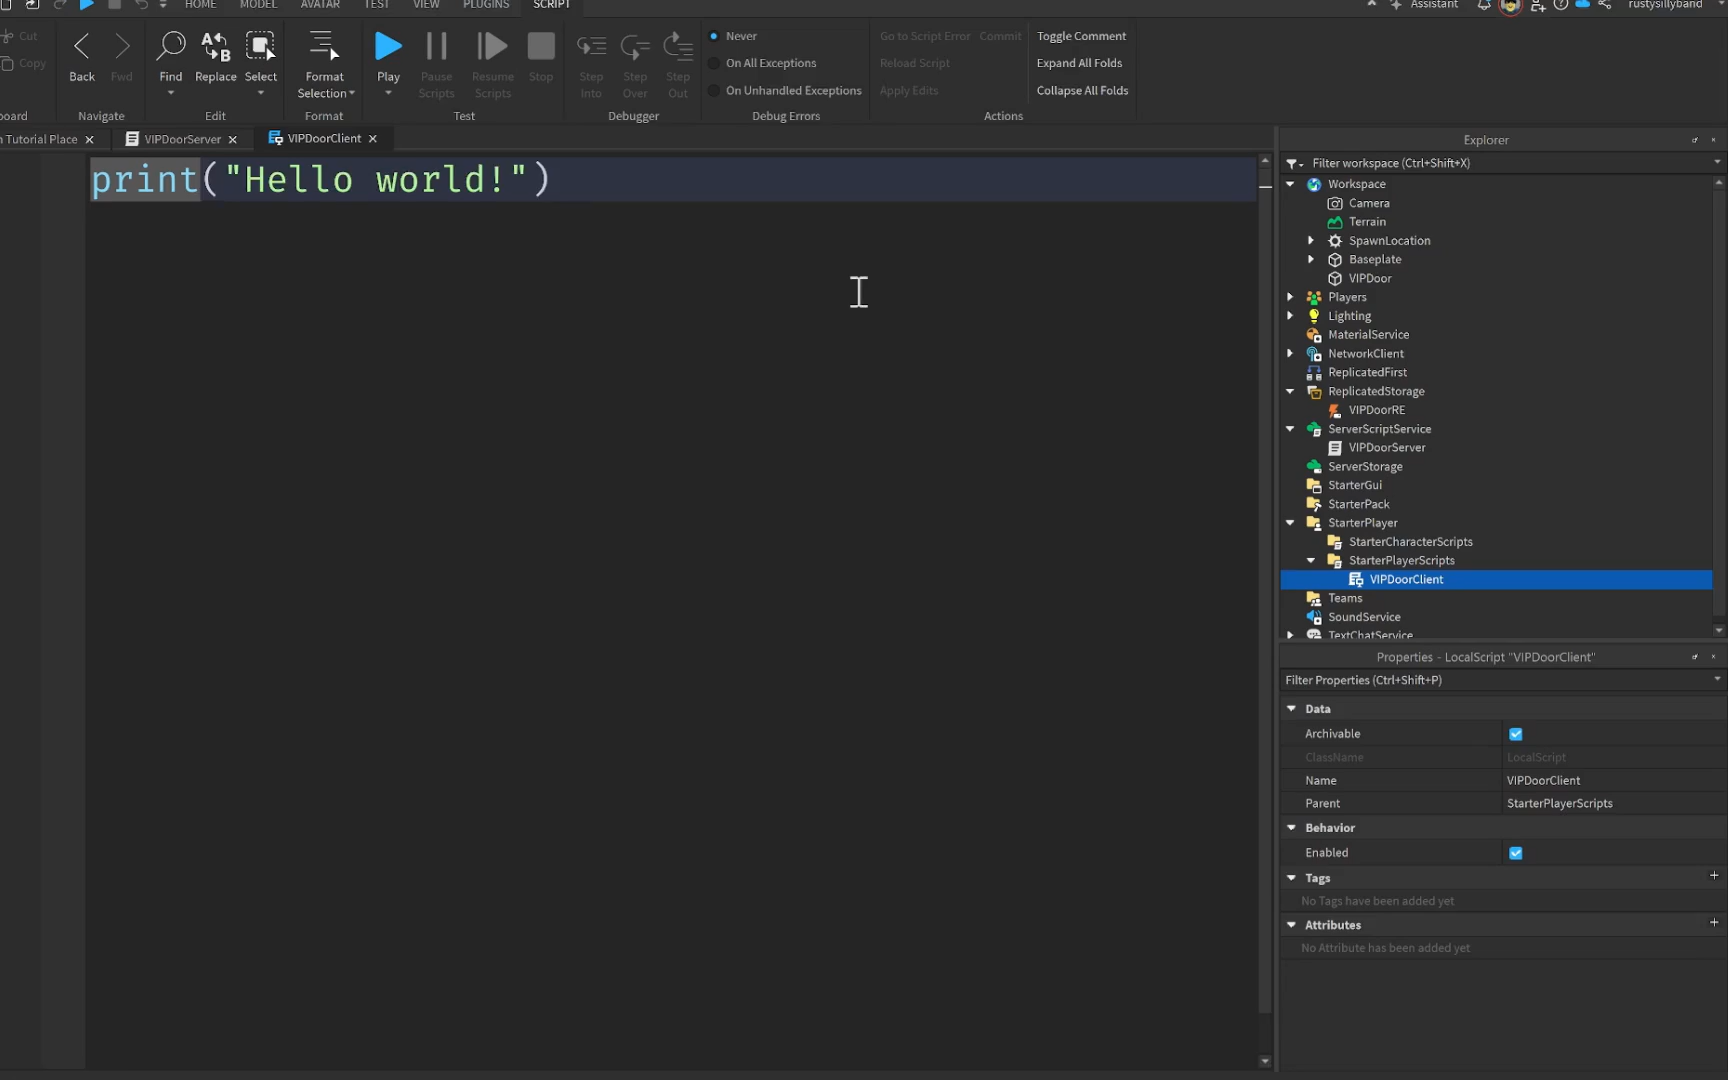 HOME MODEL AVATAR TEST VIEW PLUGINS SCRIPT Assistant rustysillyband
Cut
Copy
Back Fwd
Find Replace Select
Format Selection
Play Pause Scripts Resume Scripts Stop
Step Into Step Over Step Out
Never
On All Exceptions
On Unhandled Exceptions
Go to Script Error Commit
Reload Script
Apply Edits
Toggle Comment
Expand All Folds
Collapse All Folds
board Navigate Edit Format Test Debugger Debug Errors Actions
n Tutorial Place VIPDoorServer VIPDoorClient
print("Hello world!")
Explorer
Filter workspace (Ctrl+Shift+X)
Workspace
Camera
Terrain
SpawnLocation
Baseplate
VIPDoor
Players
Lighting
MaterialService
NetworkClient
ReplicatedFirst
ReplicatedStorage
VIPDoorRE
ServerScriptService
VIPDoorServer
ServerStorage
StarterGui
StarterPack
StarterPlayer
StarterCharacterScripts
StarterPlayerScripts
VIPDoorClient
Teams
SoundService
TextChatService
Properties - LocalScript "VIPDoorClient"
Filter Properties (Ctrl+Shift+P)
Data
Archivable
ClassName LocalScript
Name VIPDoorClient
Parent StarterPlayerScripts
Behavior
Enabled
Tags
No Tags have been added yet
Attributes
No Attribute has been added yet